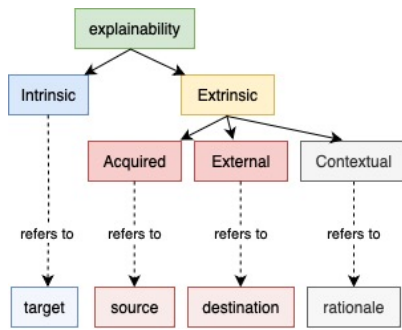 explainability
Intrinsic
Extrinsic
Acquired
External
Contextual
refers to
refers to
refers to
refers to
target
source
destination
rationale